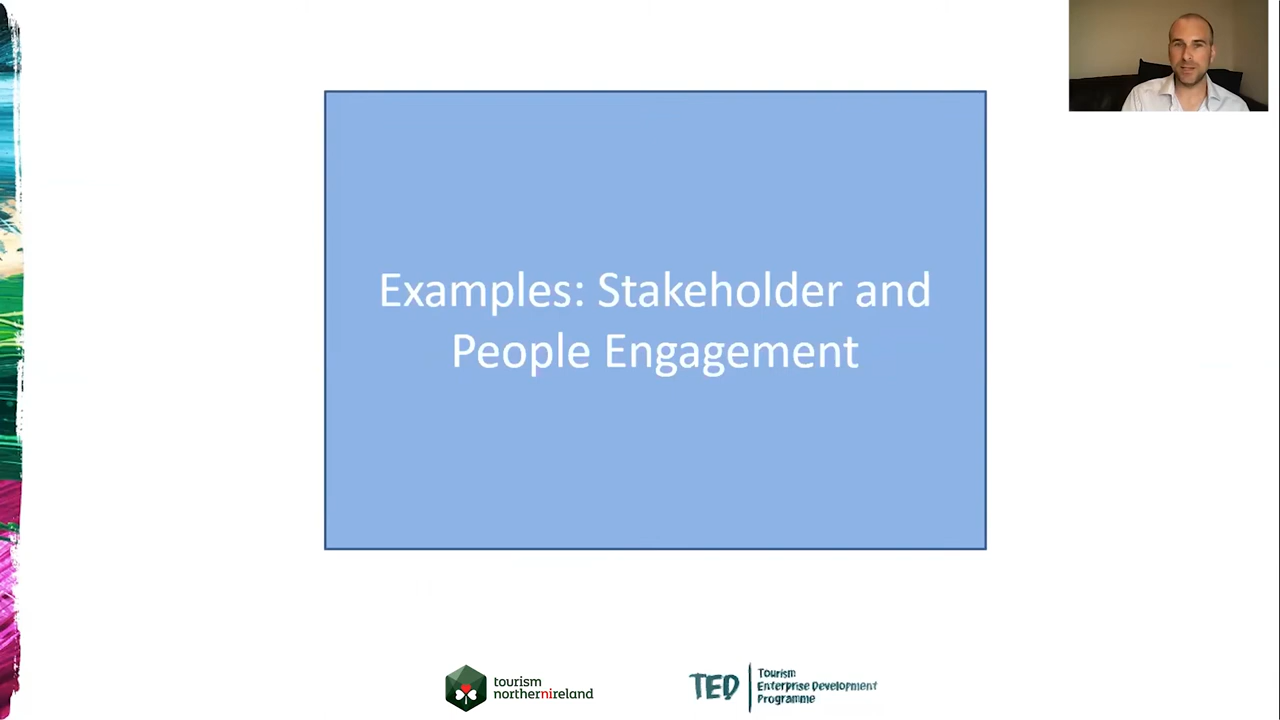 Examples: Stakeholder and
People Engagement
tourism
northernireland
TED
Tourism
Enterprise Development
Programme